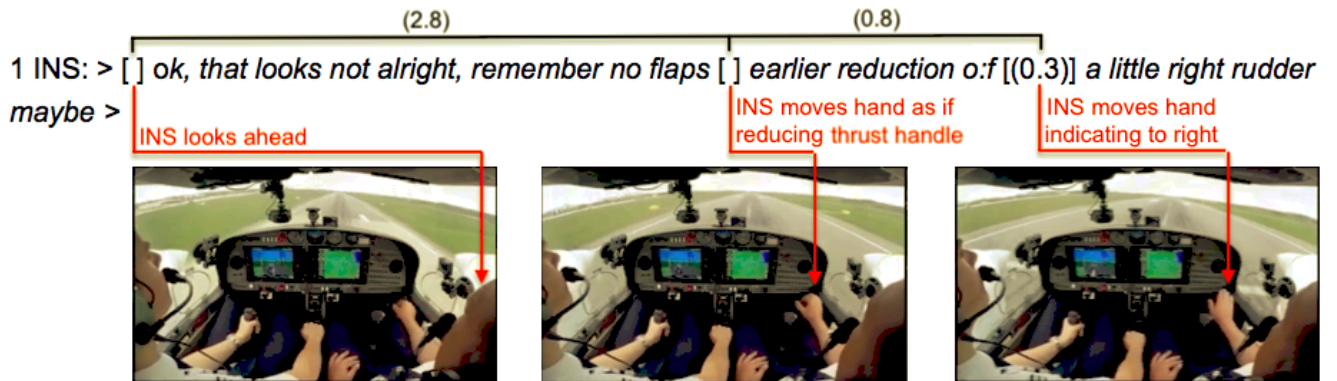 (2.8) (0.8)
1 INS: > [ ] ok, that looks not alright, remember no flaps [ ] earlier reduction o:f [(0.3)] a little right rudder
maybe >
INS looks ahead
INS moves hand as if
reducing thrust handle
INS moves hand
indicating to right